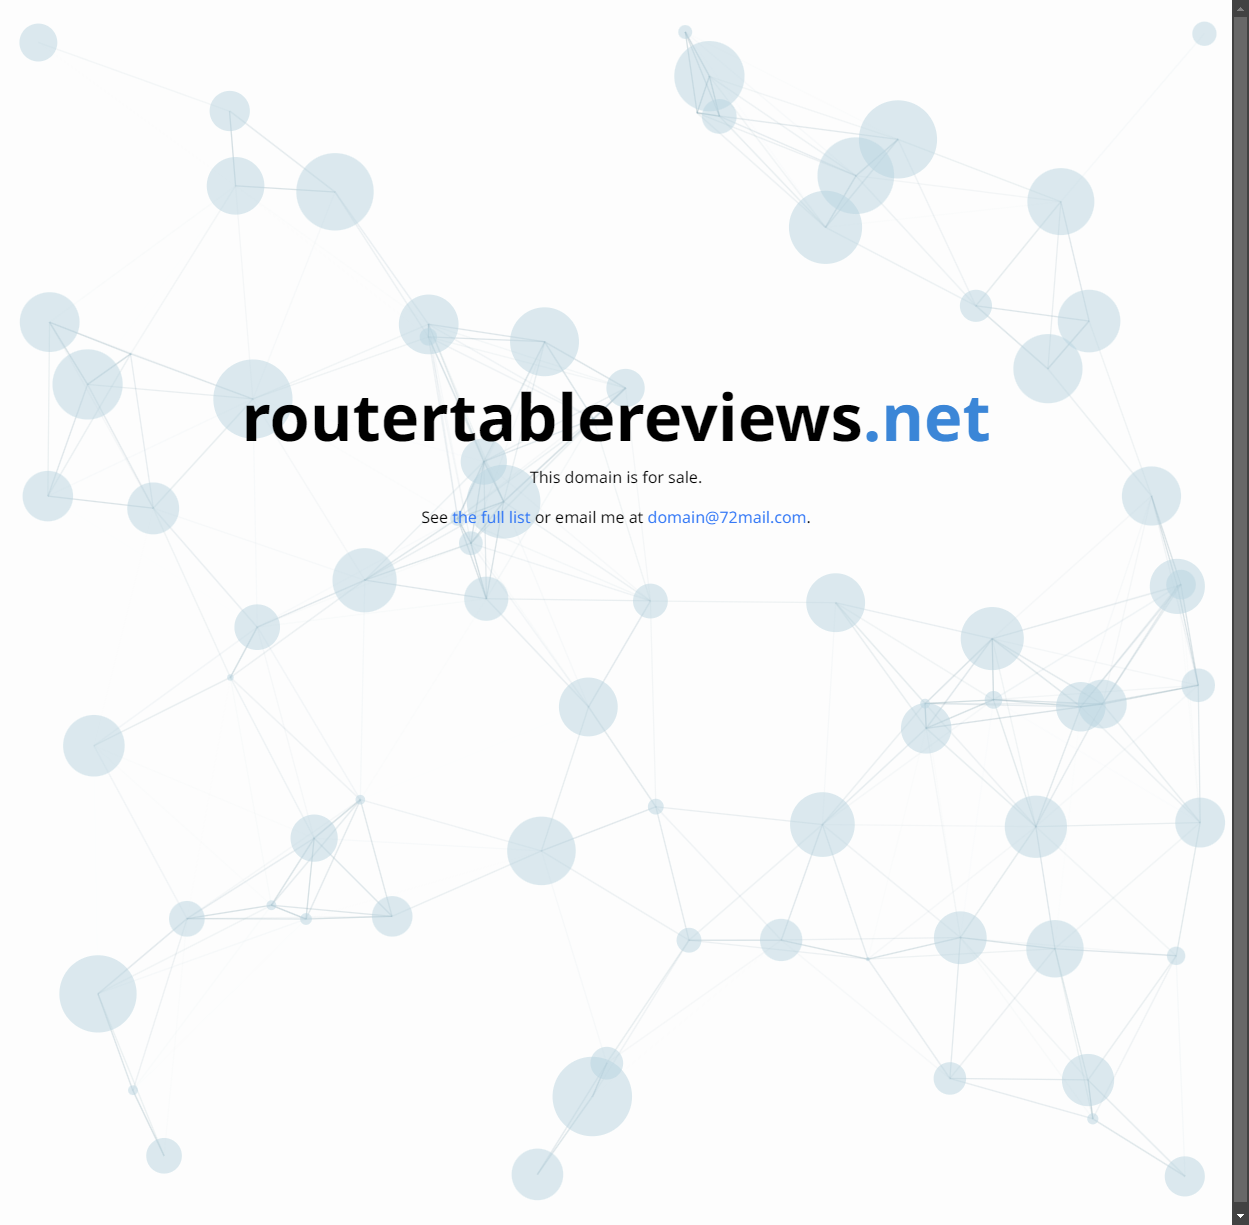 routertablereviews.net
This domain is for sale.
See the full list or email me at domain@72mail.com.